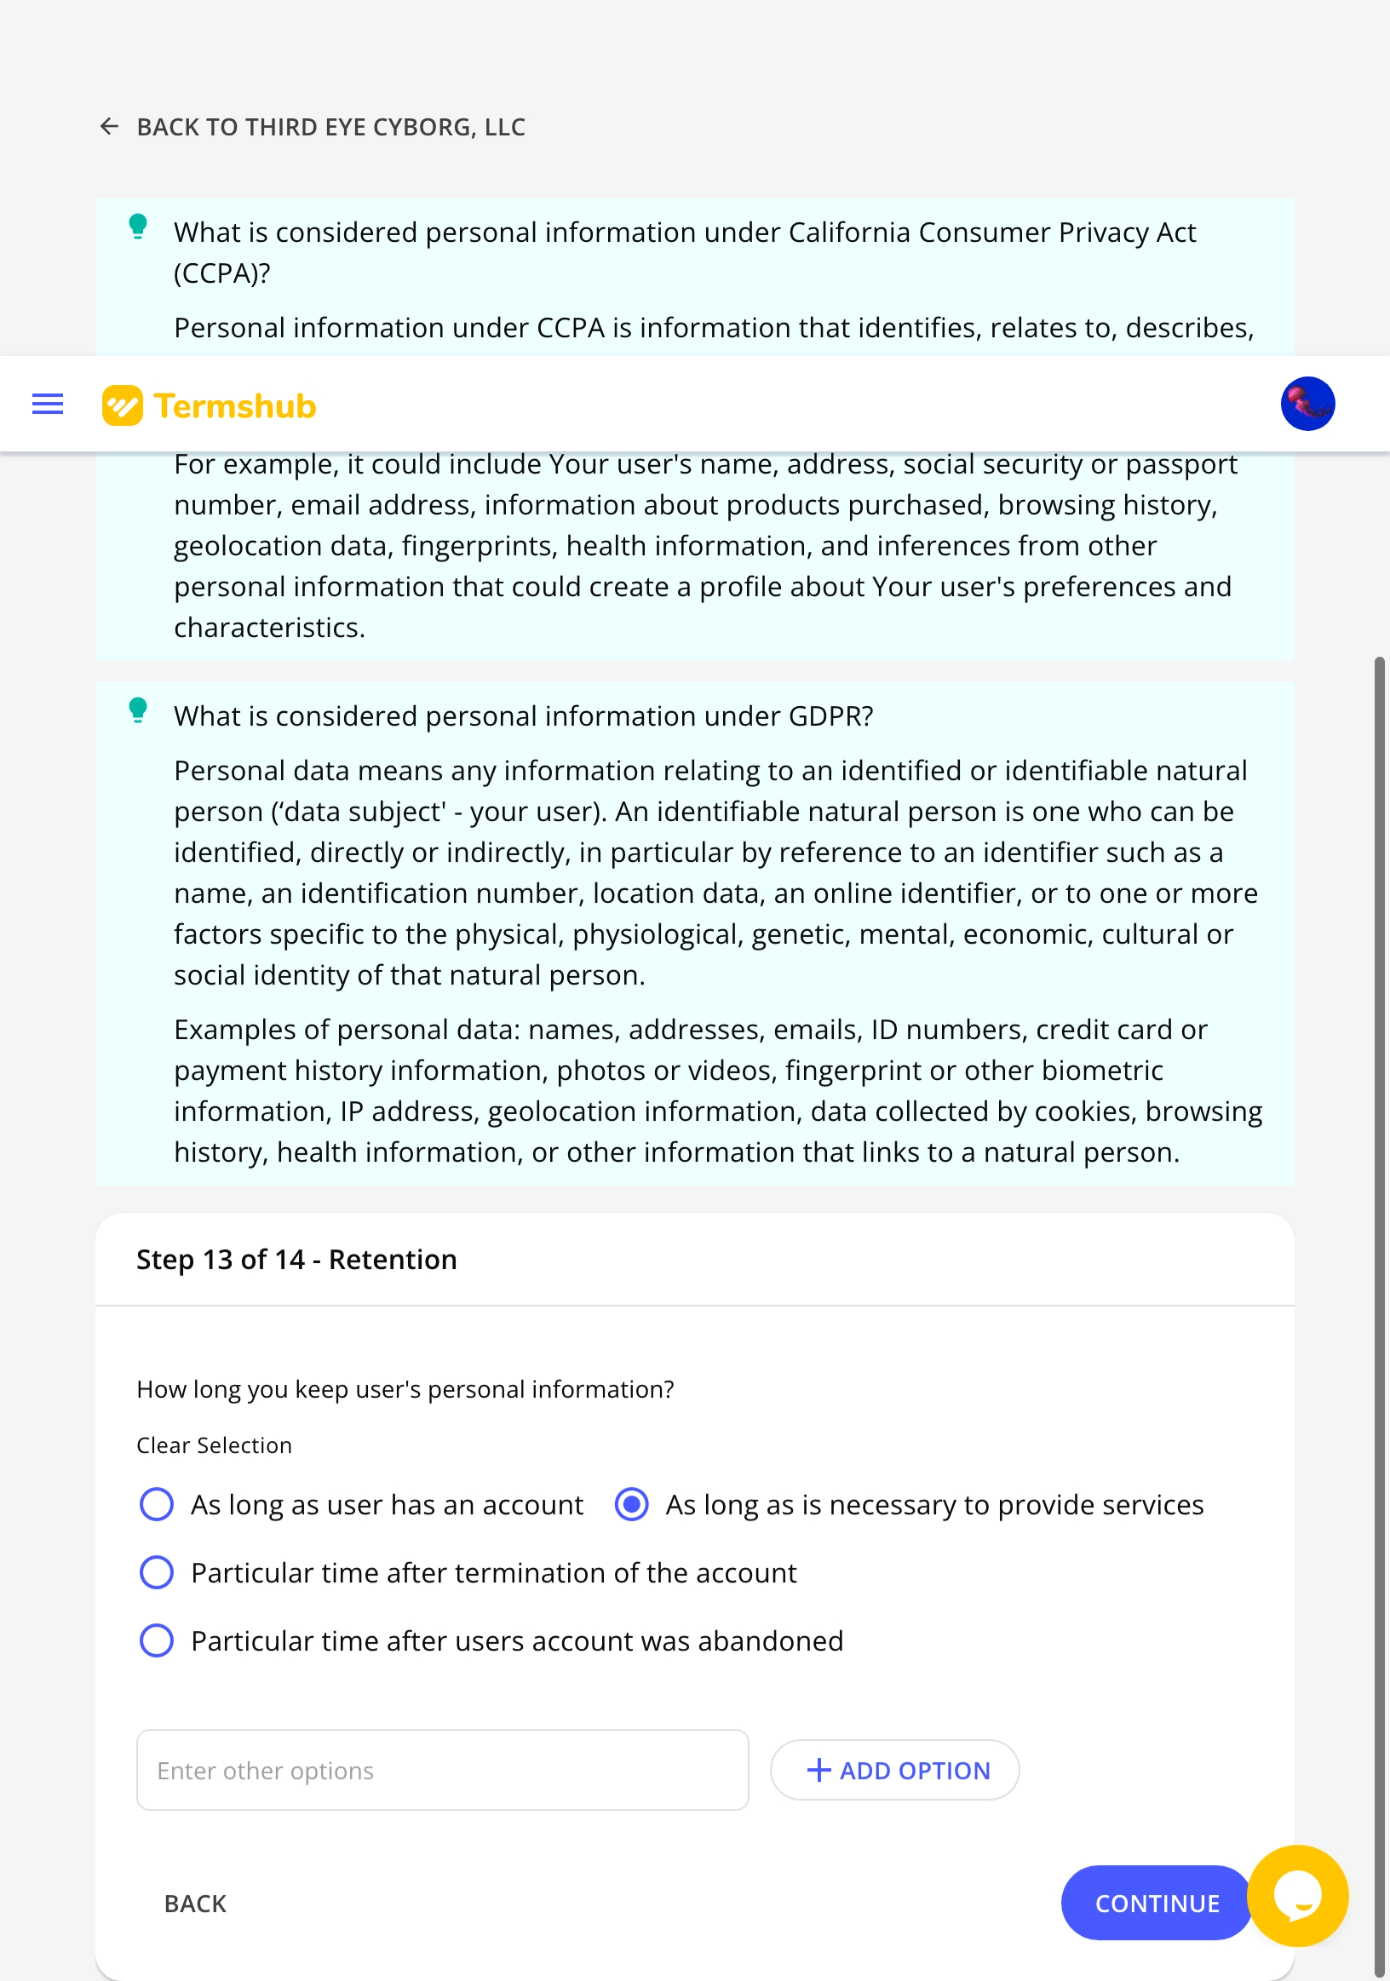 BACK TO THIRD EYE CYBORG, LLC
What is considered personal information under California Consumer Privacy Act
(CCPA)?
Personal information under CCPA is information that identifies, relates to, describes,
Termshub
For example, it could include Your user's name, address, social security or passport
number, email address, information about products purchased, browsing history,
geolocation data, fingerprints, health information, and inferences from other
personal information that could create a profile about Your user's preferences and
characteristics.
What is considered personal information under GDPR?
Personal data means any information relating to an identified or identifiable natural
person (‘data subject' - your user). An identifiable natural person is one who can be
identified, directly or indirectly, in particular by reference to an identifier such as a
name, an identification number, location data, an online identifier, or to one or more
factors specific to the physical, physiological, genetic, mental, economic, cultural or
social identity of that natural person.
Examples of personal data: names, addresses, emails, ID numbers, credit card or
payment history information, photos or videos, fingerprint or other biometric
information, IP address, geolocation information, data collected by cookies, browsing
history, health information, or other information that links to a natural person.
Step 13 of 14 - Retention
How long you keep user's personal information?
Clear Selection
As long as user has an account As long as is necessary to provide services
Particular time after termination of the account
Particular time after users account was abandoned
Enter other options
ADD OPTION
BACK
CONTINUE